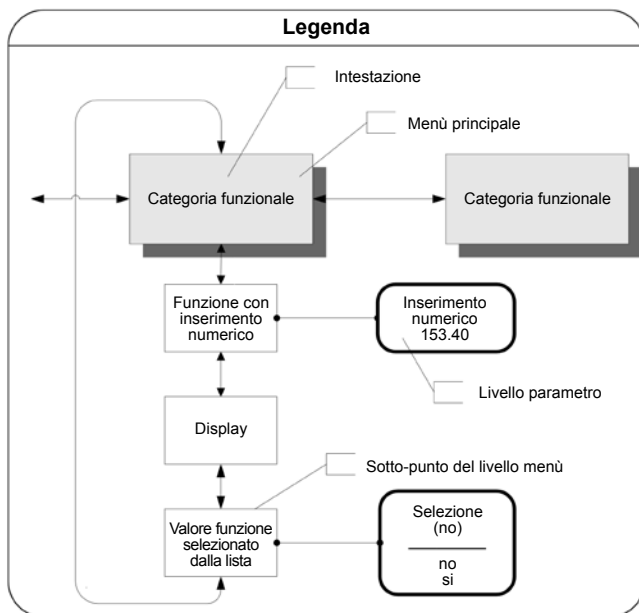 Legenda
Intestazione
Menù principale
Categoria funzionale
Categoria funzionale
Funzione con
inserimento
numerico
Inserimento
numerico
153.40
Livello parametro
Display
Sotto-punto del livello menù
Valore funzione
selezionato
dalla lista
Selezione
(no)
no
si